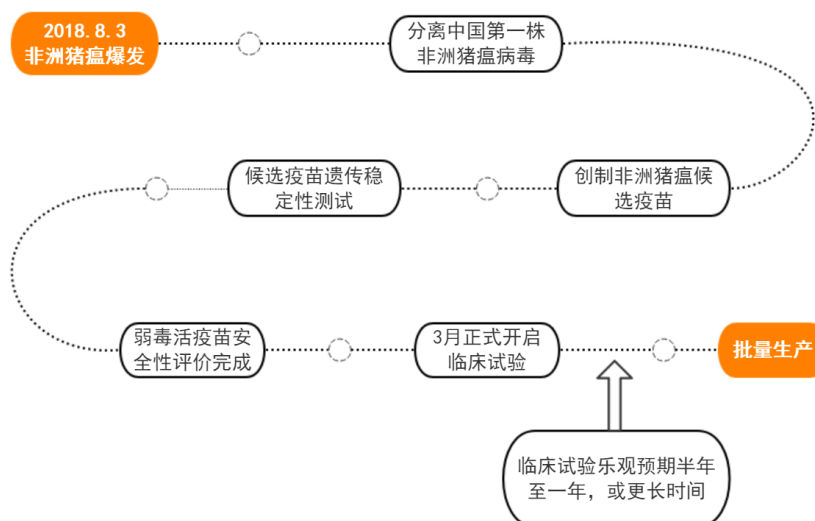 2018.8.3
非洲猪瘟爆发
分离中国第一株
非洲猪瘟病毒
候选疫苗遗传稳
定性测试
创制非洲猪瘟候
选疫苗
弱毒活疫苗安
全性评价完成
3月正式开启
临床试验
批量生产
临床试验乐观预期半年
至一年，或更长时间